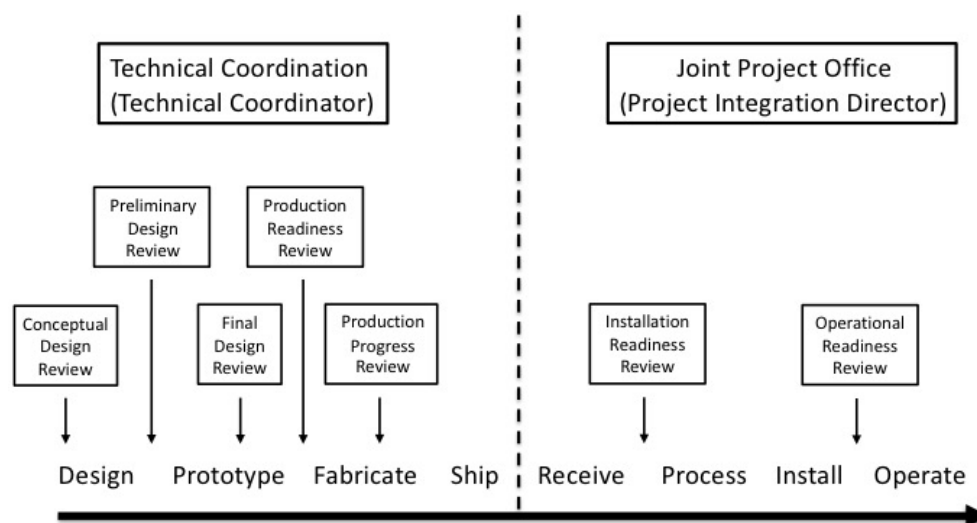 Technical Coordination
(Technical Coordinator)
Joint Project Office
(Project Integration Director)
Preliminary
Design
Review
Production
Readiness
Review
Conceptual
Design
Review
Final
Design
Review
Production
Progress
Review
Installation
Readiness
Review
Operational
Readiness
Review
Design Prototype Fabricate Ship Receive Process Install Operate